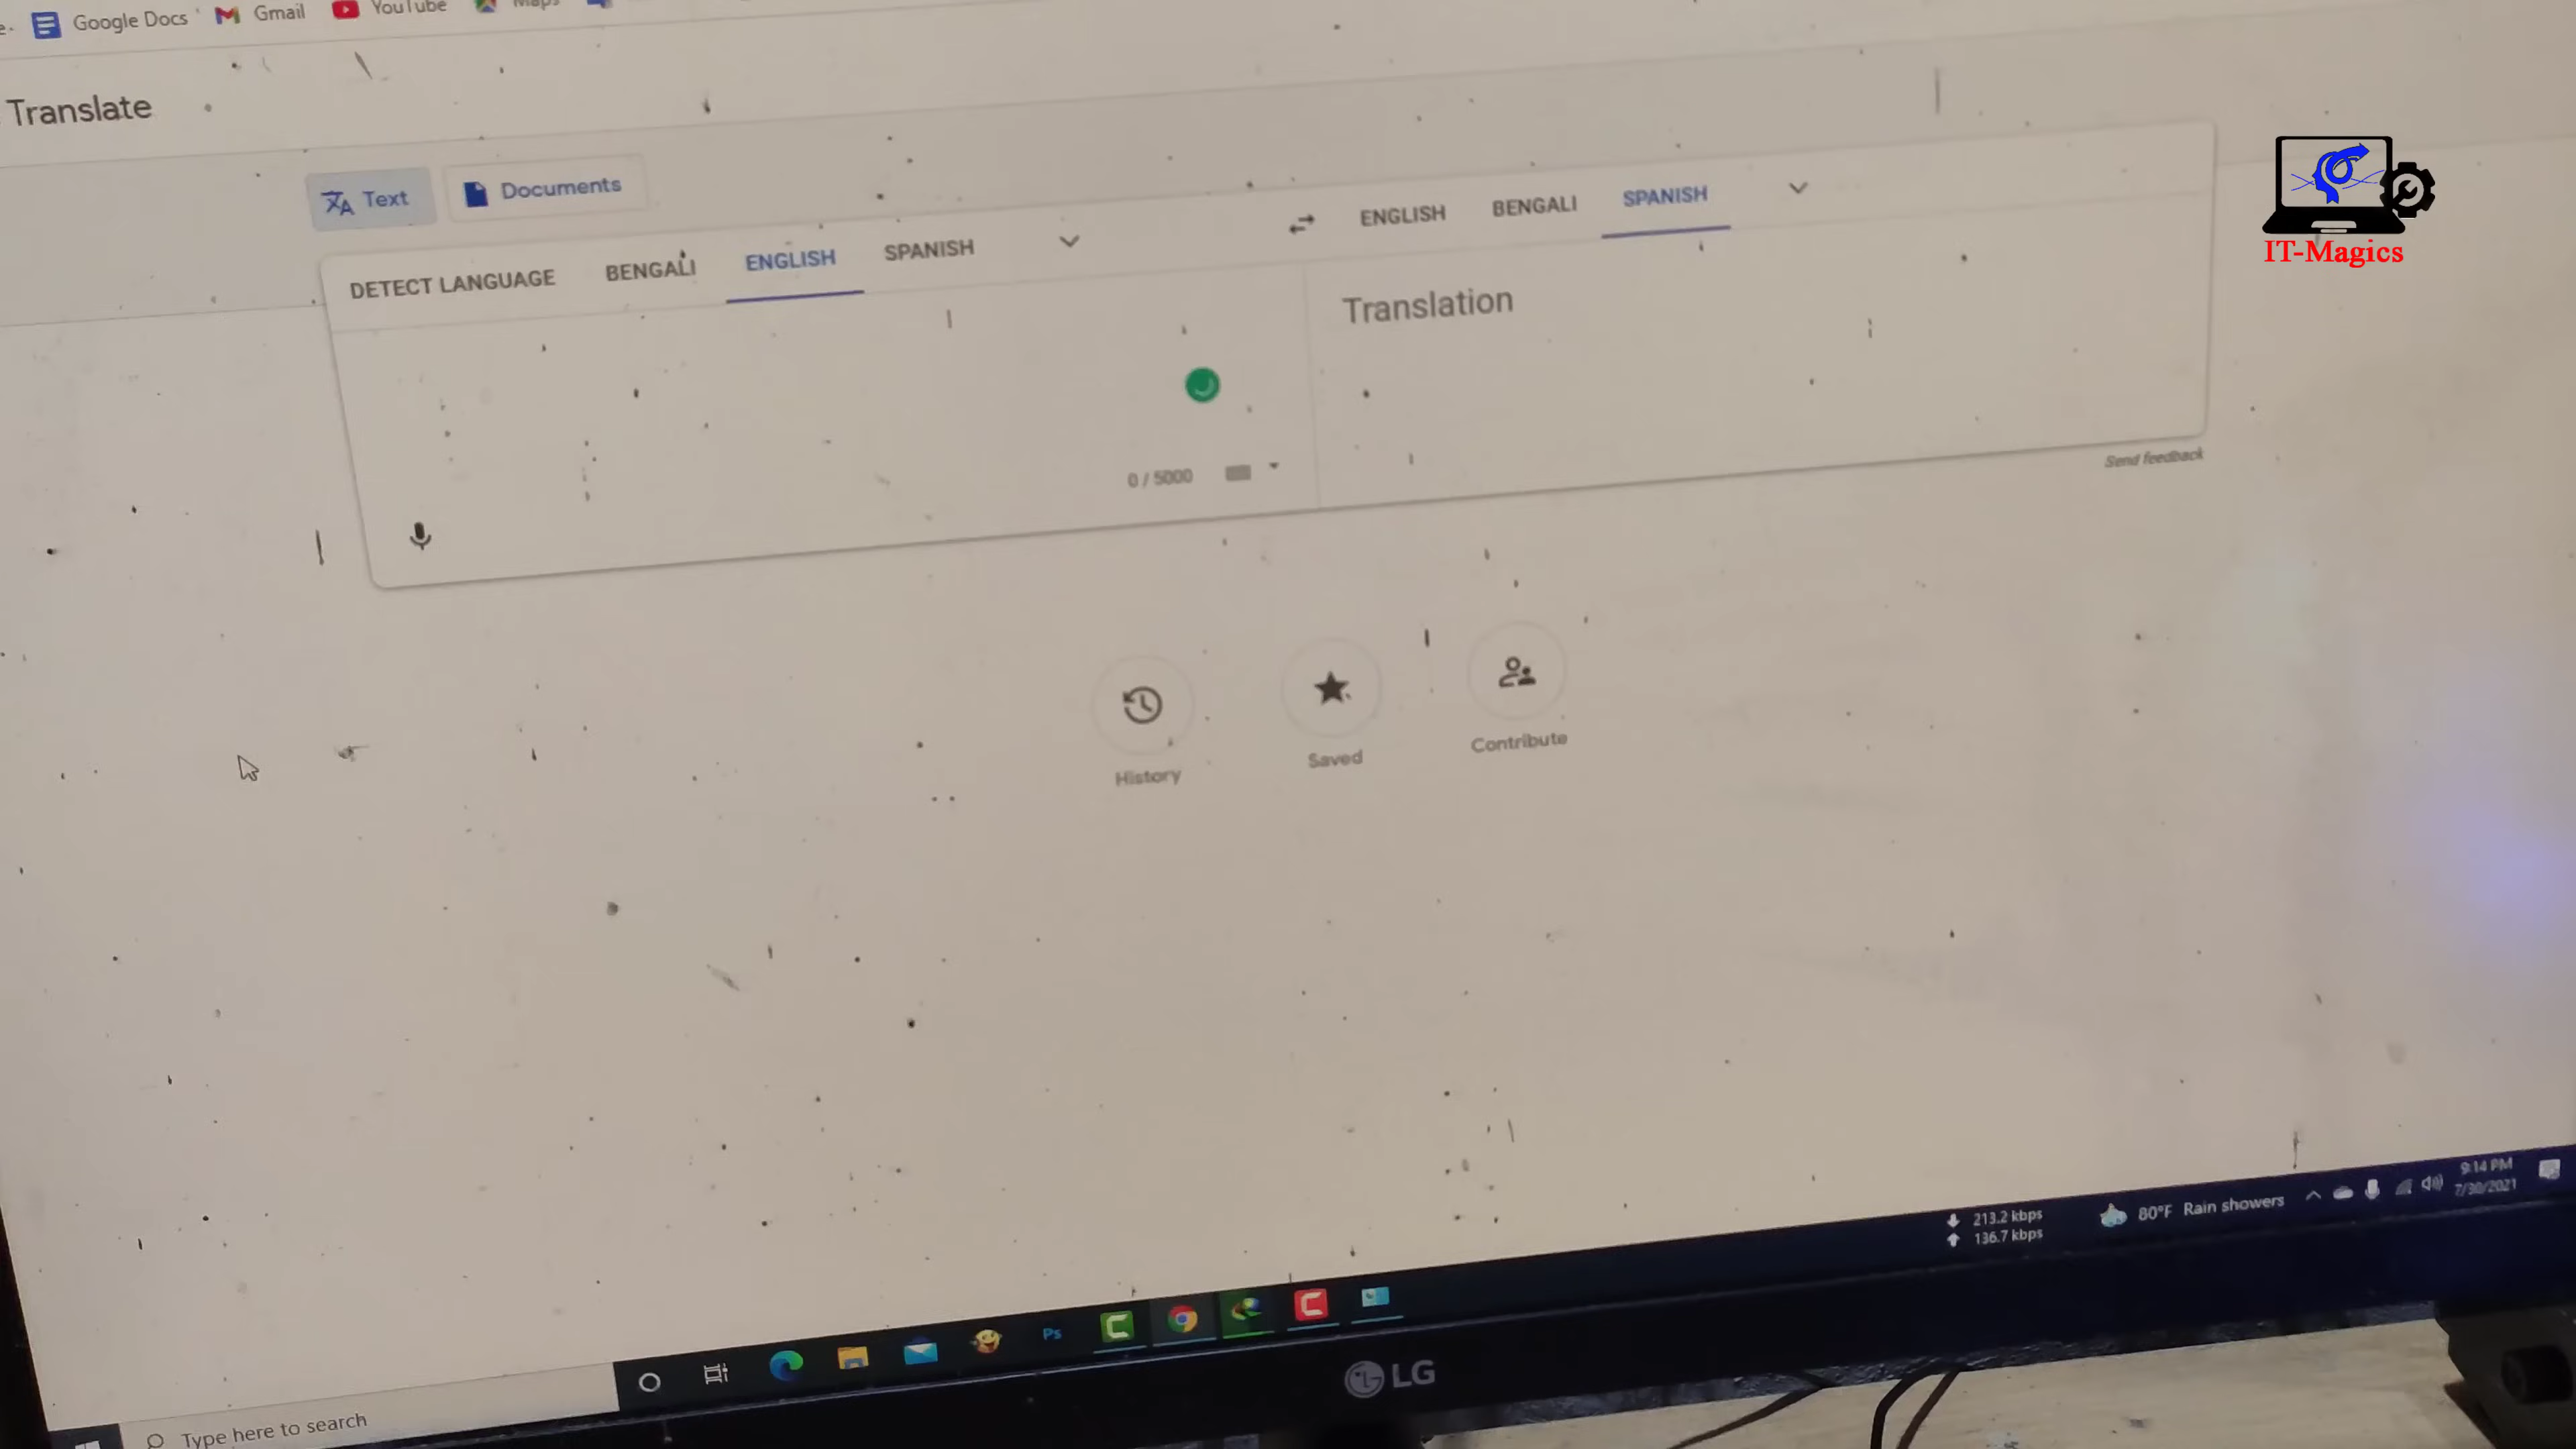 Google Docs
Gmail
YouTube
Maps
Translate
Text
Documents
DETECT LANGUAGE
BENGALI
ENGLISH
SPANISH
ENGLISH
BENGALI
SPANISH
Translation
0 / 5000
Send feedback
History
Saved
Contribute
IT-Magics
213.2 kbps
136.7 kbps
80°F Rain showers
9:14 PM
7/30/2021
Ps
Type here to search
LG